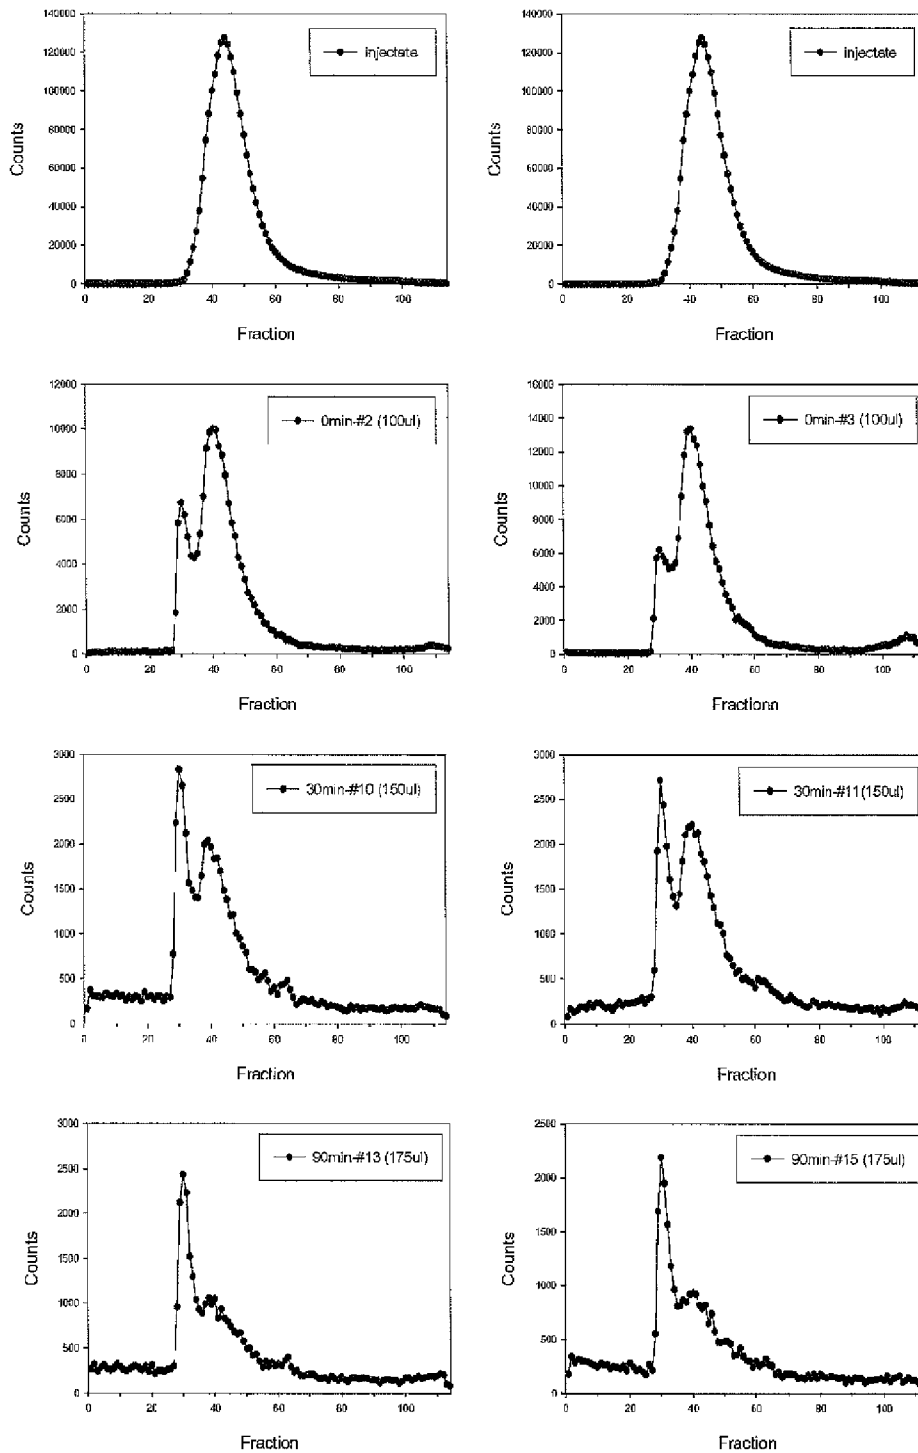 140000
120000
100000
80000
60000
40000
20000
0
Counts
injectate
0 20 40 60 80 100
Fraction
140000
120000
100000
80000
60000
40000
20000
0
Counts
injectate
0 20 40 60 80 100
Fraction
12000
10000
8000
6000
4000
2000
0
Counts
0min-#2 (100ul)
0 20 40 60 80 100
Fraction
16000
14000
12000
10000
8000
6000
4000
2000
0
Counts
0min-#3 (100ul)
0 20 40 60 80 100
Fraction
3000
2500
2000
1500
1000
500
0
Counts
30min-#10 (150ul)
0 20 40 60 80 100
Fraction
3000
2500
2000
1500
1000
500
0
Counts
30min-#11(150ul)
0 20 40 60 80 100
Fraction
3000
2500
2000
1500
1000
500
0
Counts
90min-#13 (175ul)
0 20 40 60 80 100
Fraction
2500
2000
1500
1000
500
0
Counts
90min-#15 (175ul)
0 20 40 60 80 100
Fraction